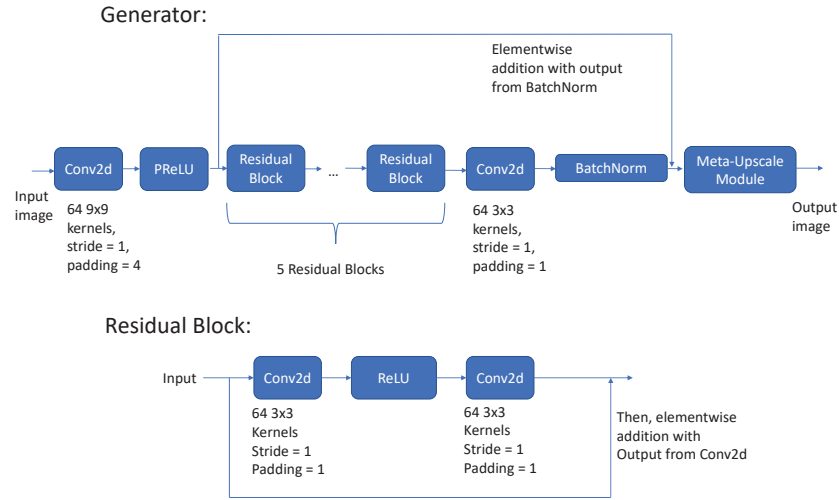 Generator:
Elementwise
addition with output
from BatchNorm
Input
image
Conv2d
PReLU
Residual
Block
...
Residual
Block
Conv2d
BatchNorm
Meta-Upscale
Module
Output
image
64 9x9
kernels,
stride = 1,
padding = 4
5 Residual Blocks
64 3x3
kernels,
stride = 1,
padding = 1
Residual Block:
Input
Conv2d
ReLU
Conv2d
64 3x3
Kernels
Stride = 1
Padding = 1
64 3x3
Kernels
Stride = 1
Padding = 1
Then, elementwise
addition with
Output from Conv2d